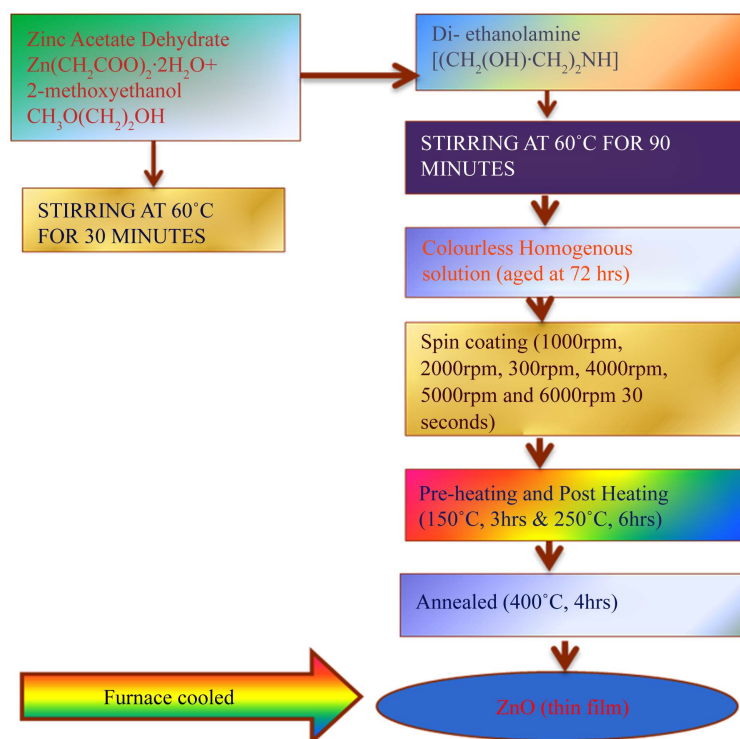 Zinc Acetate Dehydrate
Zn(CH₂COO)₂·2H₂O+
2-methoxyethanol
CH₃O(CH₂)₂OH
STIRRING AT 60˚C
FOR 30 MINUTES
Di- ethanolamine
[(CH₂(OH)·CH₂)₂NH]
STIRRING AT 60˚C FOR 90
MINUTES
Colourless Homogenous
solution (aged at 72 hrs)
Spin coating (1000rpm,
2000rpm, 300rpm, 4000rpm,
5000rpm and 6000rpm 30
seconds)
Pre-heating and Post Heating
(150˚C, 3hrs & 250˚C, 6hrs)
Annealed (400˚C, 4hrs)
Furnace cooled
ZnO (thin film)